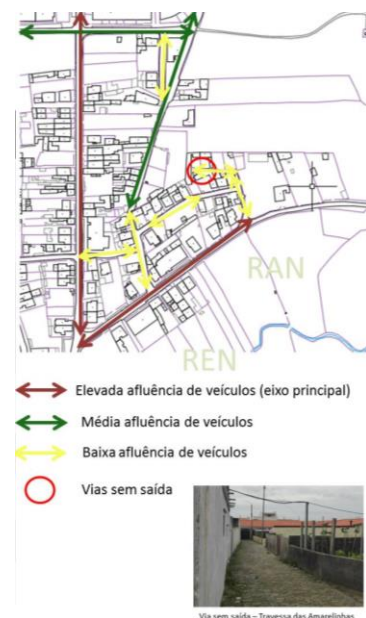 RAN
REN
Elevada afluência de veículos (eixo principal)
Média afluência de veículos
Baixa afluência de veículos
Vias sem saída
Via sem saída – Travessa das Amarelinhas